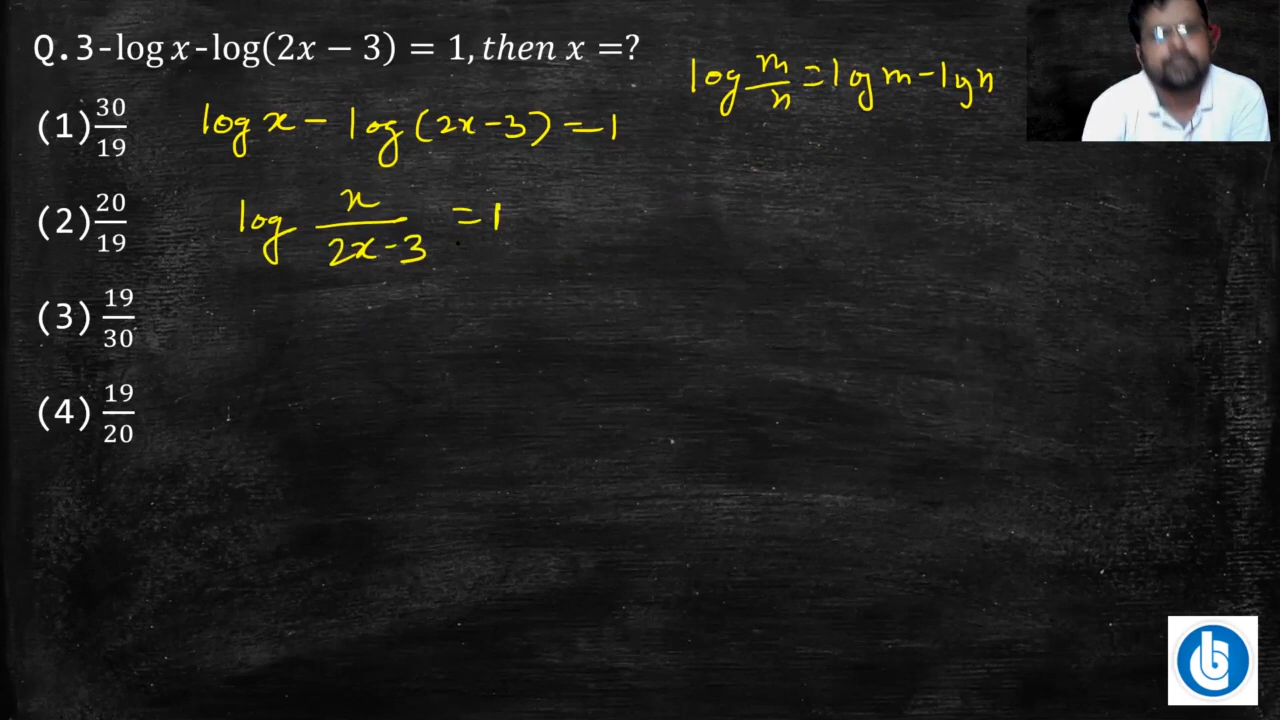 Q.3-log x-log(2x − 3) = 1, then x =?
log m/n = log m - log n
(1) 30/19
log x - log (2x-3) = 1
(2) 20/19
log x/2x-3 = 1
(3) 19/30
(4) 19/20